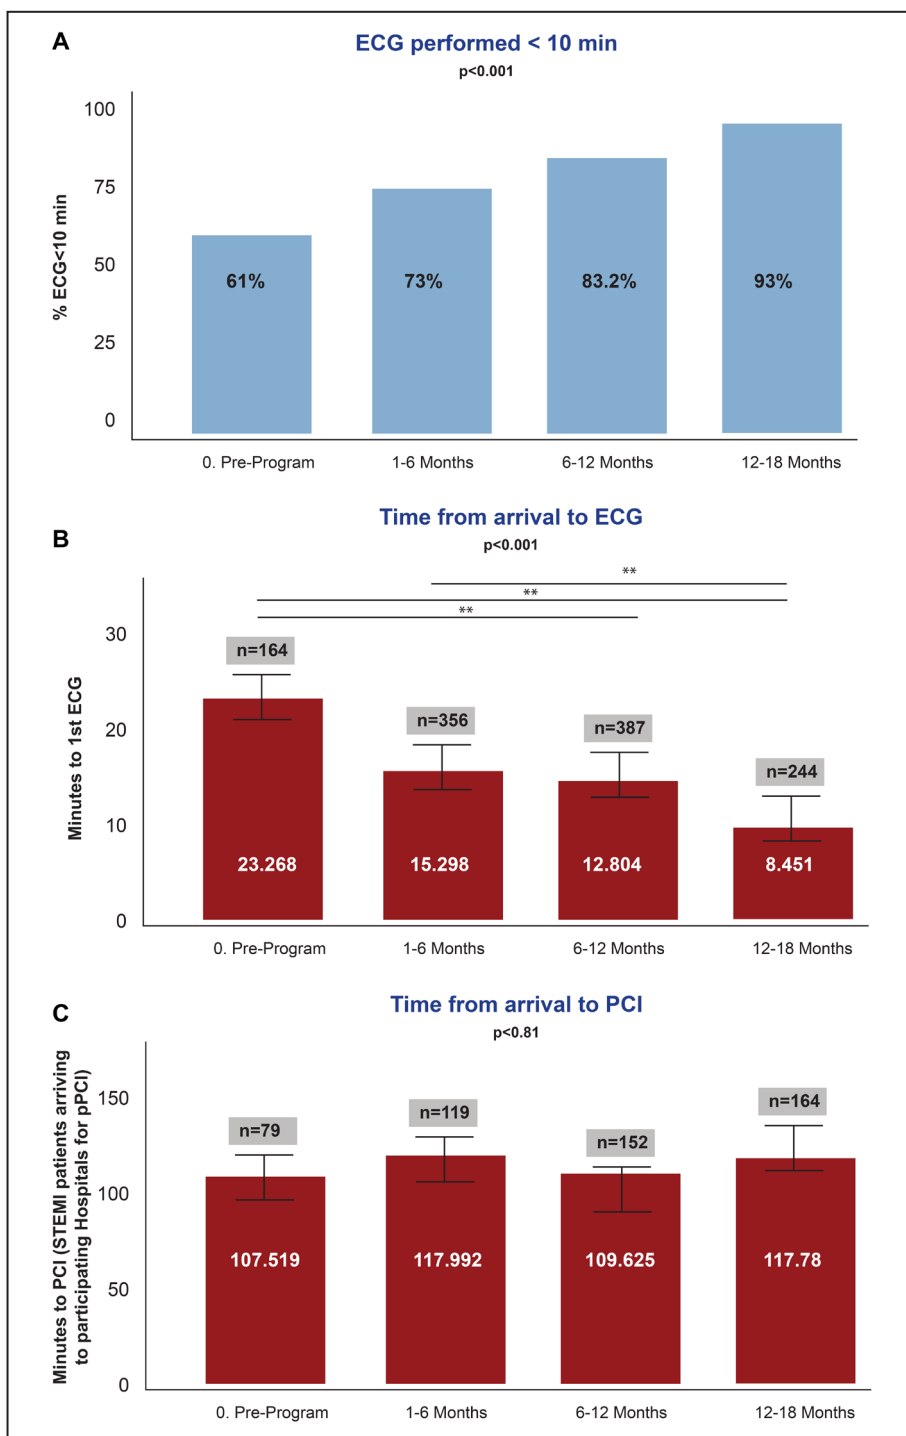 A
ECG performed < 10 min
p<0.001
% ECG<10 min
100
75
50
25
0
61%
73%
83.2%
93%
0. Pre-Program
1-6 Months
6-12 Months
12-18 Months
B
Time from arrival to ECG
p<0.001
**
**
**
Minutes to 1st ECG
30
20
10
0
n=164
n=356
n=387
n=244
23.268
15.298
12.804
8.451
0. Pre-Program
1-6 Months
6-12 Months
12-18 Months
C
Time from arrival to PCI
p<0.81
Minutes to PCI (STEMI patients arriving
to participating Hospitals for pPCI)
150
100
50
0
n=79
n=119
n=152
n=164
107.519
117.992
109.625
117.78
0. Pre-Program
1-6 Months
6-12 Months
12-18 Months